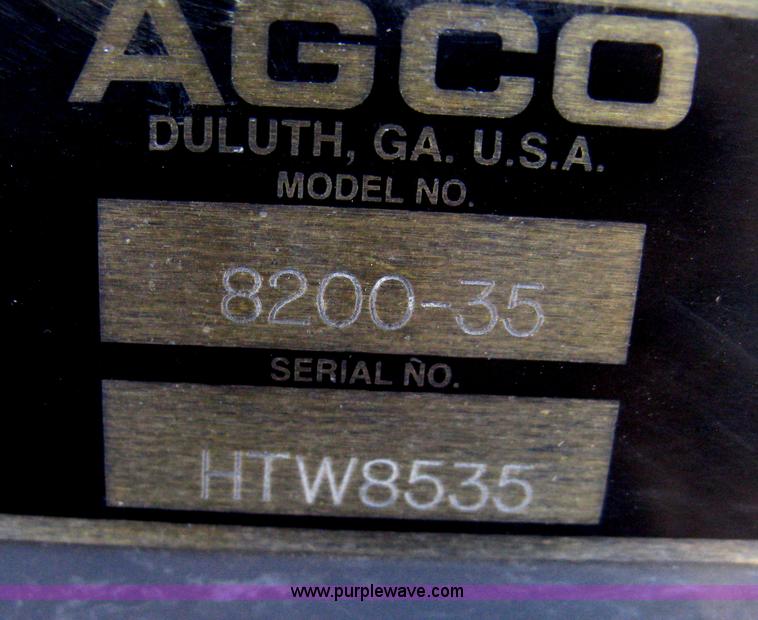 AGCO
DULUTH, GA. U.S.A.
MODEL NO.
8200-35
SERIAL NO.
HTW8535
www.purplewave.com